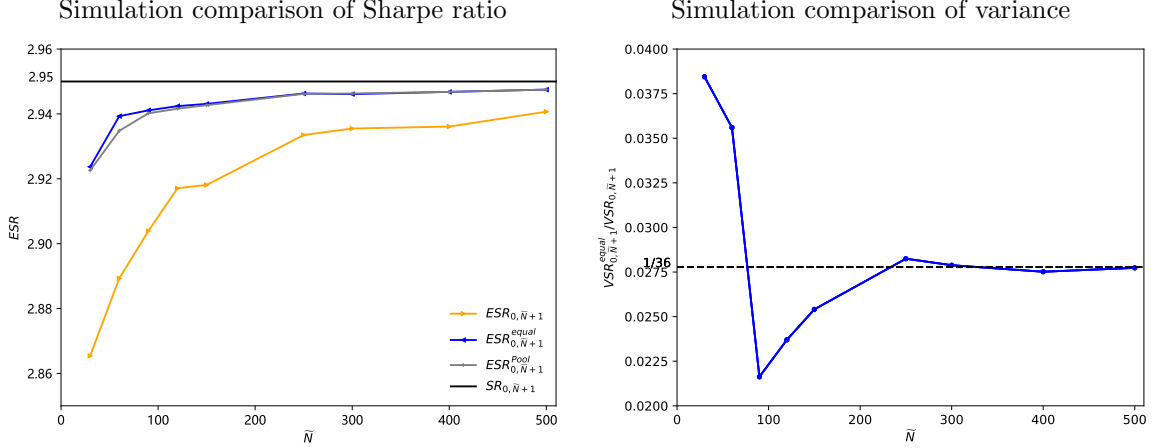 Simulation comparison of Sharpe ratio
2.96
2.95
2.94
2.92
2.90
2.88
2.86
ESR
0 100 200 300 400 500
Ñ
ESR_{0,Ñ+1}
ESR^{equal}_{0,Ñ+1}
ESR^{Pool}_{0,Ñ+1}
SR_{0,Ñ+1}
Simulation comparison of variance
0.0400
0.0375
0.0350
0.0325
0.0300
1/36
0.0275
0.0250
0.0225
0.0200
VSR^{equal}_{0,Ñ+1}/VSR_{0,Ñ+1}
0 100 200 300 400 500
Ñ